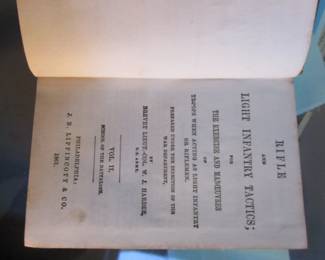 RIFLE
AND
LIGHT INFANTRY TACTICS;
FOR
THE EXERCISE AND MANŒUVRES
OF
TROOPS WHEN ACTING AS LIGHT INFANTRY
OR RIFLEMEN.
PREPARED UNDER THE DIRECTION OF THE
WAR DEPARTMENT,
BY
BREVET LIEUT.-COL. W. J. HARDEE,
U.S. ARMY.
VOL. II.
SCHOOL OF THE BATTALION.
PHILADELPHIA:
J. B. LIPPINCOTT & CO.
1861.